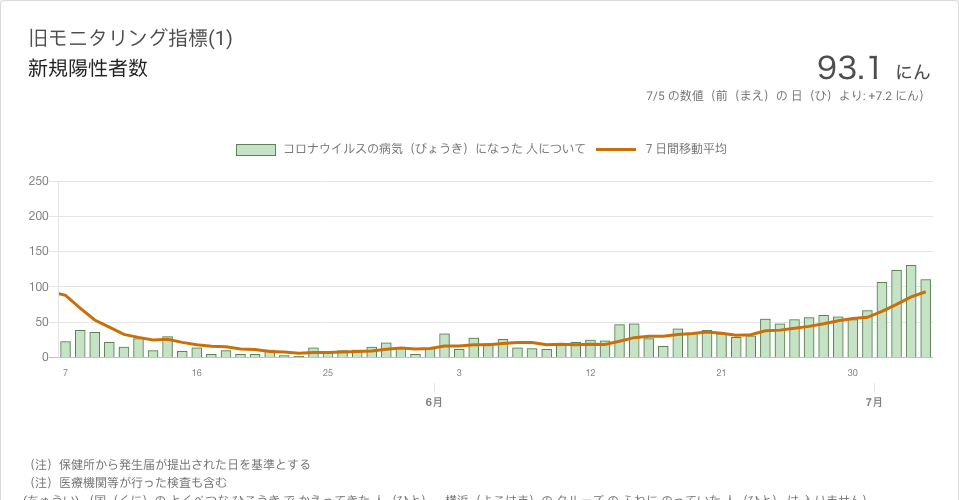 旧モニタリング指標(1)
新規陽性者数
93.1 にん
7/5 の数値（前（まえ）の 日（ひ）より: +7.2 にん）
コロナウイルスの病気（びょうき）になった 人について
７日間移動平均
250
200
150
100
50
0
7 16 25 3 12 21 30
6月 7月
（注）保健所から発生届が提出された日を基準とする
（注）医療機関等が行った検査も含む